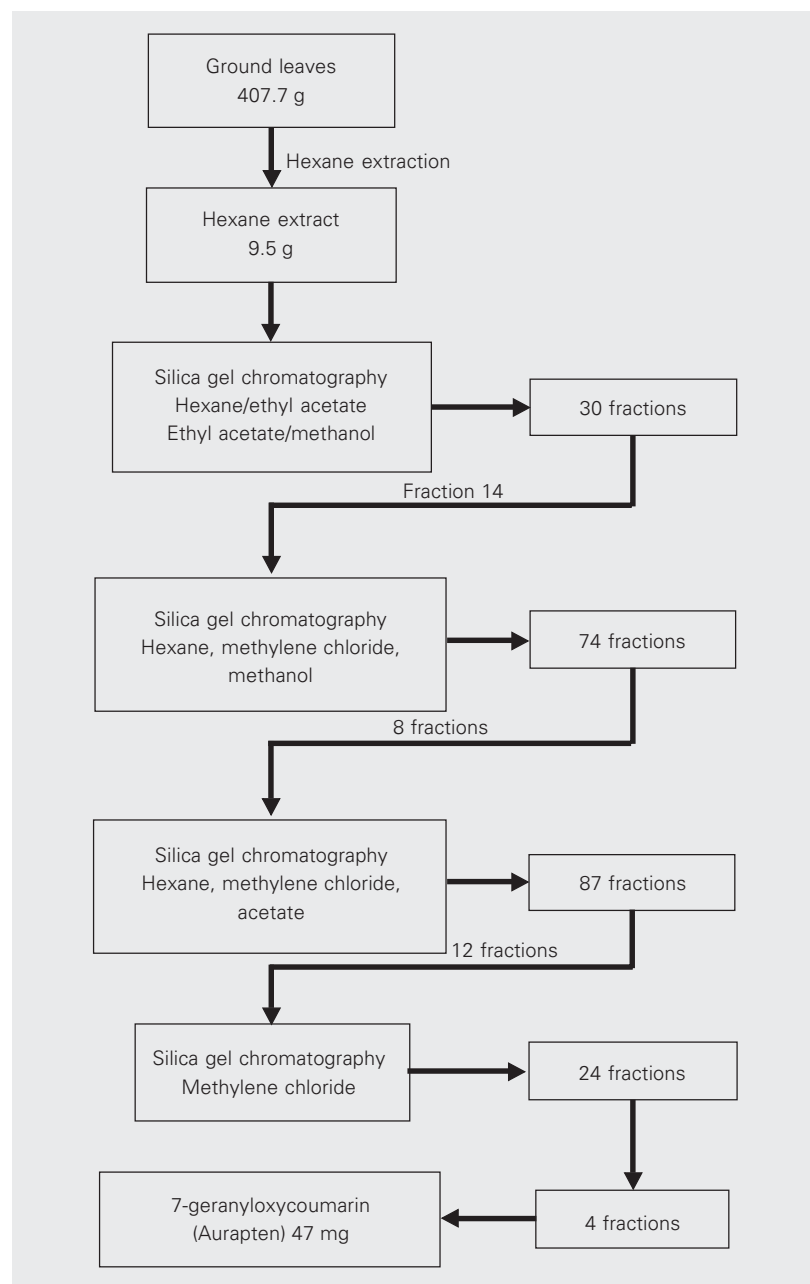 Ground leaves
407.7 g
Hexane extraction
Hexane extract
9.5 g
Silica gel chromatography
Hexane/ethyl acetate
Ethyl acetate/methanol
30 fractions
Fraction 14
Silica gel chromatography
Hexane, methylene chloride,
methanol
74 fractions
8 fractions
Silica gel chromatography
Hexane, methylene chloride,
acetate
87 fractions
12 fractions
Silica gel chromatography
Methylene chloride
24 fractions
7-geranyloxycoumarin
(Aurapten) 47 mg
4 fractions